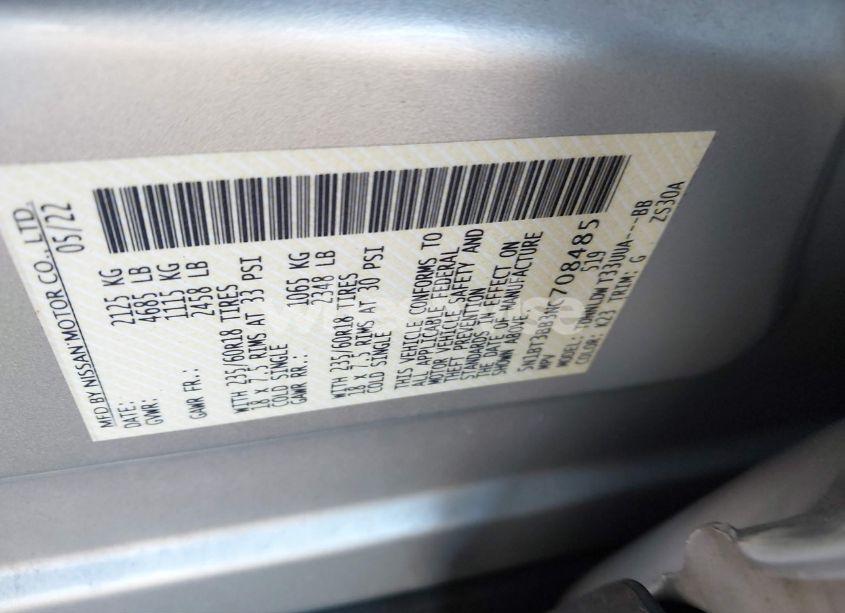 MFD BY NISSAN MOTOR CO., LTD.
DATE: 05/22
GVWR: 2125 KG
4685 LB
GAWR FR.: 1115 KG
2458 LB
WITH 235/60R18 TIRES
18 X 7.5 RIMS AT 33 PSI
COLD SINGLE
GAWR RR.: 1065 KG
2348 LB
WITH 235/60R18 TIRES
18 X 7.5 RIMS AT 30 PSI
COLD SINGLE
THIS VEHICLE CONFORMS TO
ALL APPLICABLE FEDERAL
MOTOR VEHICLE SAFETY AND
THEFT PREVENTION
STANDARDS IN EFFECT ON
THE DATE OF MANUFACTURE
SHOWN ABOVE.
708485
MPV 519
MODEL:
COLOR: K23 TRIM: G ZS30A